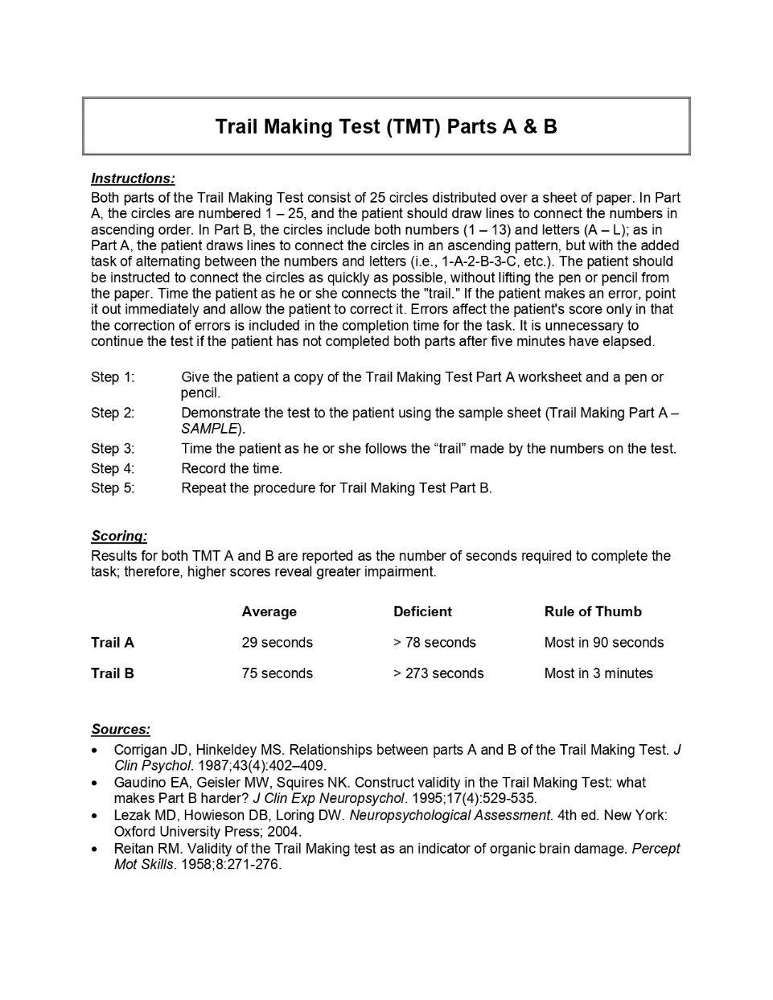 Trail Making Test (TMT) Parts A & B
Instructions:
Both parts of the Trail Making Test consist of 25 circles distributed over a sheet of paper. In Part
A, the circles are numbered 1 – 25, and the patient should draw lines to connect the numbers in
ascending order. In Part B, the circles include both numbers (1 – 13) and letters (A – L); as in
Part A, the patient draws lines to connect the circles in an ascending pattern, but with the added
task of alternating between the numbers and letters (i.e., 1-A-2-B-3-C, etc.). The patient should
be instructed to connect the circles as quickly as possible, without lifting the pen or pencil from
the paper. Time the patient as he or she connects the "trail." If the patient makes an error, point
it out immediately and allow the patient to correct it. Errors affect the patient's score only in that
the correction of errors is included in the completion time for the task. It is unnecessary to
continue the test if the patient has not completed both parts after five minutes have elapsed.
Step 1: Give the patient a copy of the Trail Making Test Part A worksheet and a pen or
pencil.
Step 2: Demonstrate the test to the patient using the sample sheet (Trail Making Part A –
SAMPLE).
Step 3: Time the patient as he or she follows the “trail” made by the numbers on the test.
Step 4: Record the time.
Step 5: Repeat the procedure for Trail Making Test Part B.
Scoring:
Results for both TMT A and B are reported as the number of seconds required to complete the
task; therefore, higher scores reveal greater impairment.
Average Deficient Rule of Thumb
Trail A 29 seconds > 78 seconds Most in 90 seconds
Trail B 75 seconds > 273 seconds Most in 3 minutes
Sources:
• Corrigan JD, Hinkeldey MS. Relationships between parts A and B of the Trail Making Test. J
Clin Psychol. 1987;43(4):402–409.
• Gaudino EA, Geisler MW, Squires NK. Construct validity in the Trail Making Test: what
makes Part B harder? J Clin Exp Neuropsychol. 1995;17(4):529-535.
• Lezak MD, Howieson DB, Loring DW. Neuropsychological Assessment. 4th ed. New York:
Oxford University Press; 2004.
• Reitan RM. Validity of the Trail Making test as an indicator of organic brain damage. Percept
Mot Skills. 1958;8:271-276.